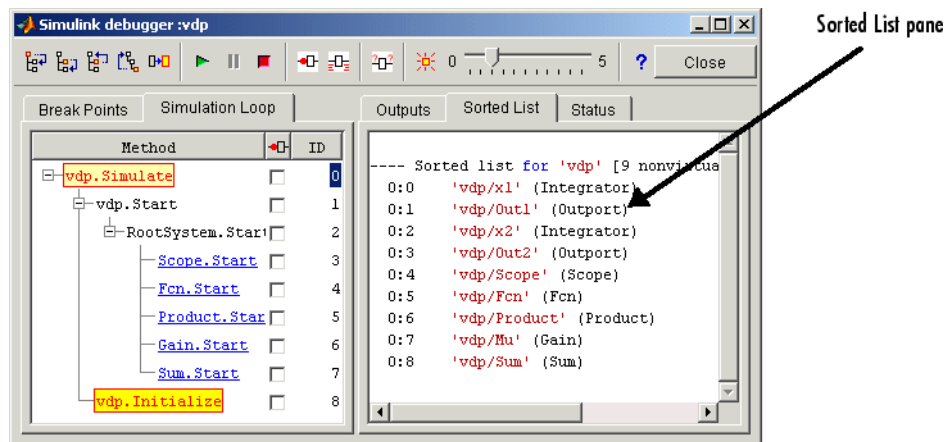 Simulink debugger :vdp
Sorted List pane
0 5 ? Close
Break Points Simulation Loop
Outputs Sorted List Status
Method ID
vdp.Simulate 0
vdp.Start 1
RootSystem.Start 2
Scope.Start 3
Fcn.Start 4
Product.Star 5
Gain.Start 6
Sum.Start 7
vdp.Initialize 8
---- Sorted list for 'vdp' [9 nonvirtua
0:0 'vdp/x1' (Integrator)
0:1 'vdp/Out1' (Outport)
0:2 'vdp/x2' (Integrator)
0:3 'vdp/Out2' (Outport)
0:4 'vdp/Scope' (Scope)
0:5 'vdp/Fcn' (Fcn)
0:6 'vdp/Product' (Product)
0:7 'vdp/Mu' (Gain)
0:8 'vdp/Sum' (Sum)